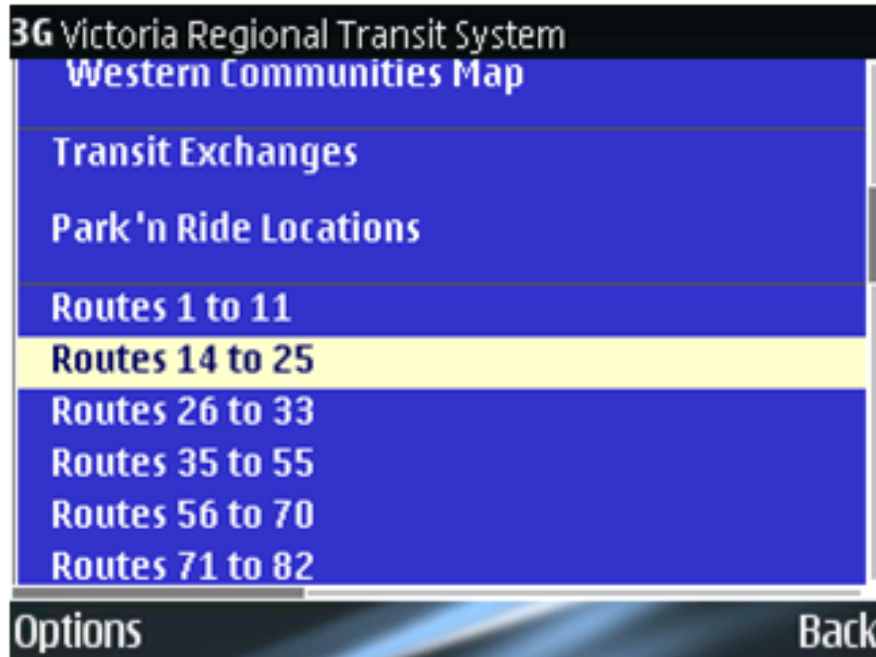 3G Victoria Regional Transit System
Western Communities Map
Transit Exchanges
Park 'n Ride Locations
Routes 1 to 11
Routes 14 to 25
Routes 26 to 33
Routes 35 to 55
Routes 56 to 70
Routes 71 to 82
Options Back